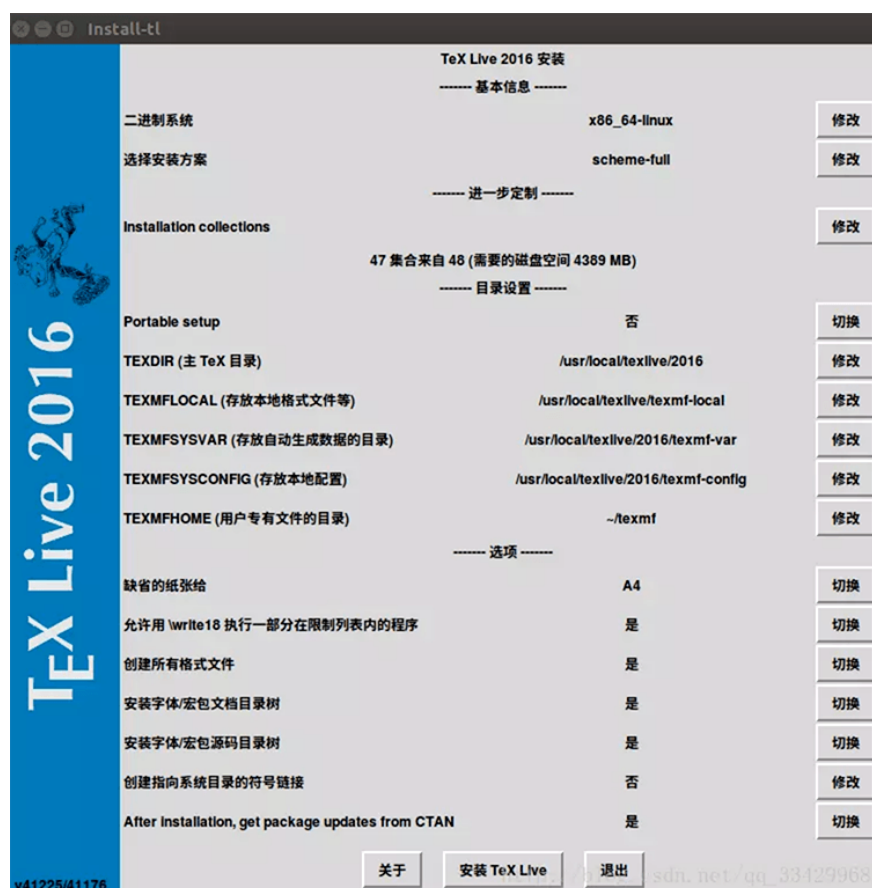 Install-tl
TeX Live 2016 安装
------- 基本信息 -------
二进制系统 x86_64-linux 修改
选择安装方案 scheme-full 修改
------- 进一步定制 -------
Installation collections 修改
47 集合来自 48 (需要的磁盘空间 4389 MB)
------- 目录设置 -------
Portable setup 否 切换
TEXDIR (主 TeX 目录) /usr/local/texlive/2016 修改
TEXMFLOCAL (存放本地格式文件等) /usr/local/texlive/texmf-local 修改
TEXMFSYSVAR (存放自动生成数据的目录) /usr/local/texlive/2016/texmf-var 修改
TEXMFSYSCONFIG (存放本地配置) /usr/local/texlive/2016/texmf-config 修改
TEXMFHOME (用户专有文件的目录) ~/texmf 修改
------- 选项 -------
缺省的纸张给 A4 切换
允许用 \write18 执行一部分在限制列表内的程序 是 切换
创建所有格式文件 是 切换
安装字体/宏包文档目录树 是 切换
安装字体/宏包源码目录树 是 切换
创建指向系统目录的符号链接 否 修改
After installation, get package updates from CTAN 是 切换
关于 安装 TeX Live 退出
TEX Live 2016
v41225/41176
sdn.net/qq_33429968